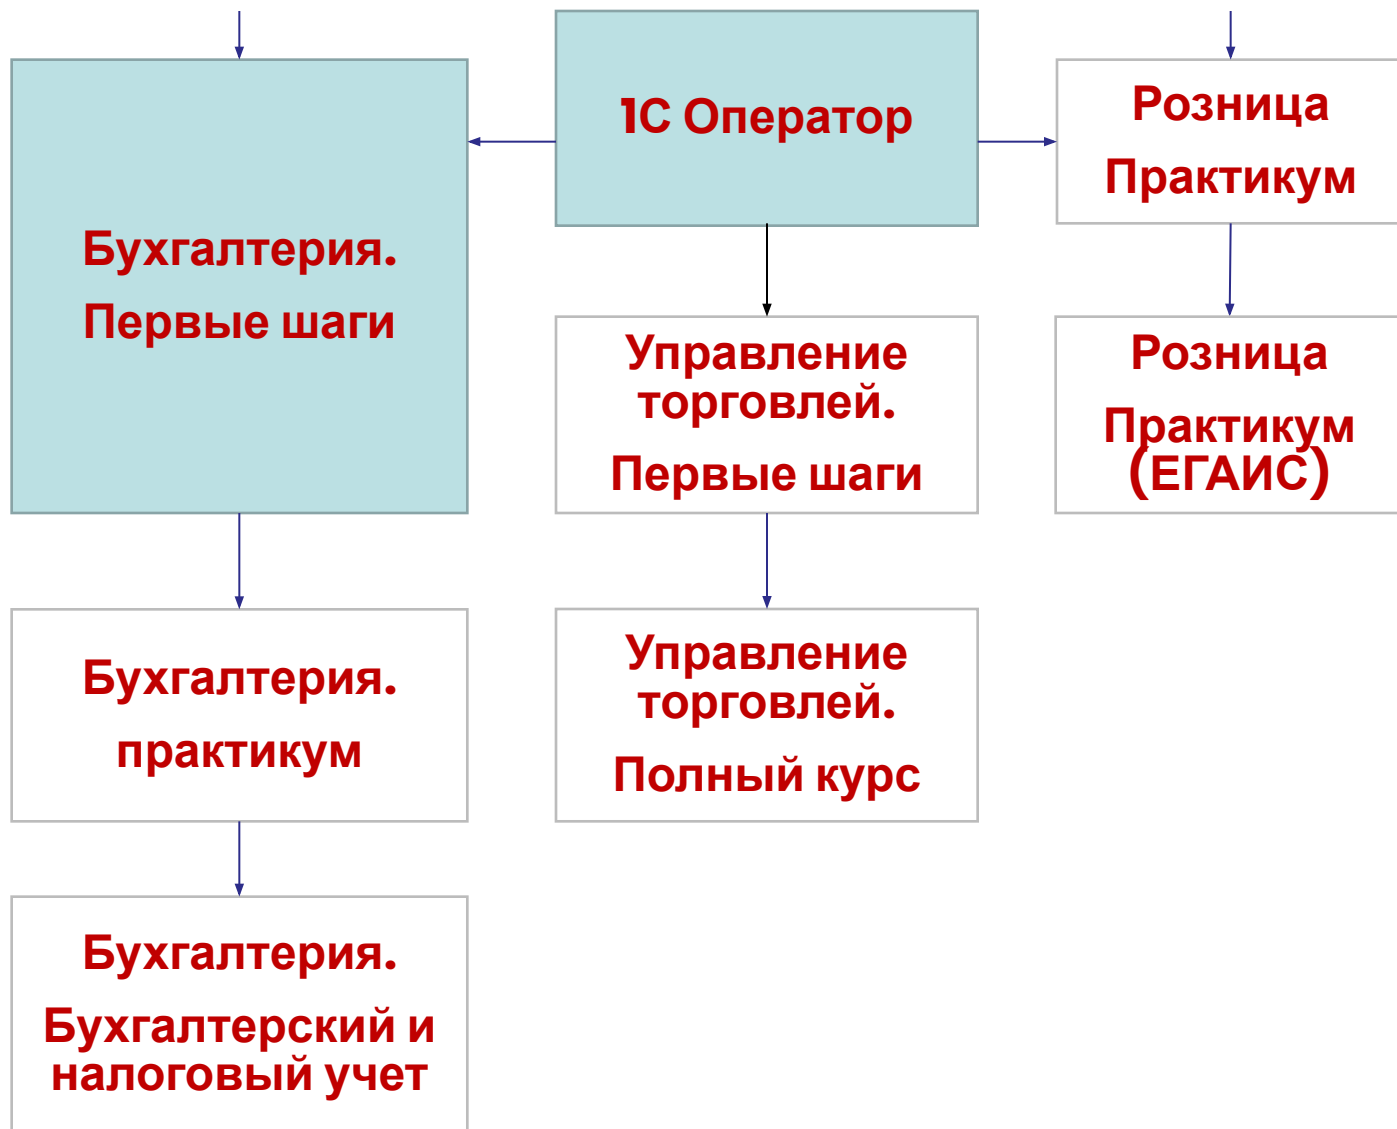 1С Оператор
Бухгалтерия.
Первые шаги
Розница
Практикум
Управление
торговлей.
Первые шаги
Розница
Практикум
(ЕГАИС)
Бухгалтерия.
практикум
Управление
торговлей.
Полный курс
Бухгалтерия.
Бухгалтерский и
налоговый учет